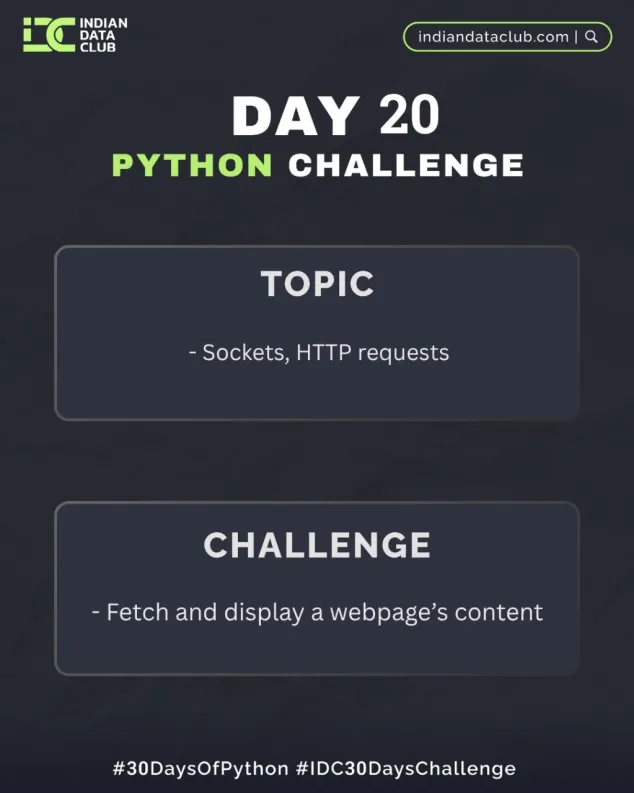 INDIAN
DATA
CLUB
indiandataclub.com |
DAY 20
PYTHON CHALLENGE
TOPIC
- Sockets, HTTP requests
CHALLENGE
- Fetch and display a webpage’s content
#30DaysOfPython #IDC30DaysChallenge